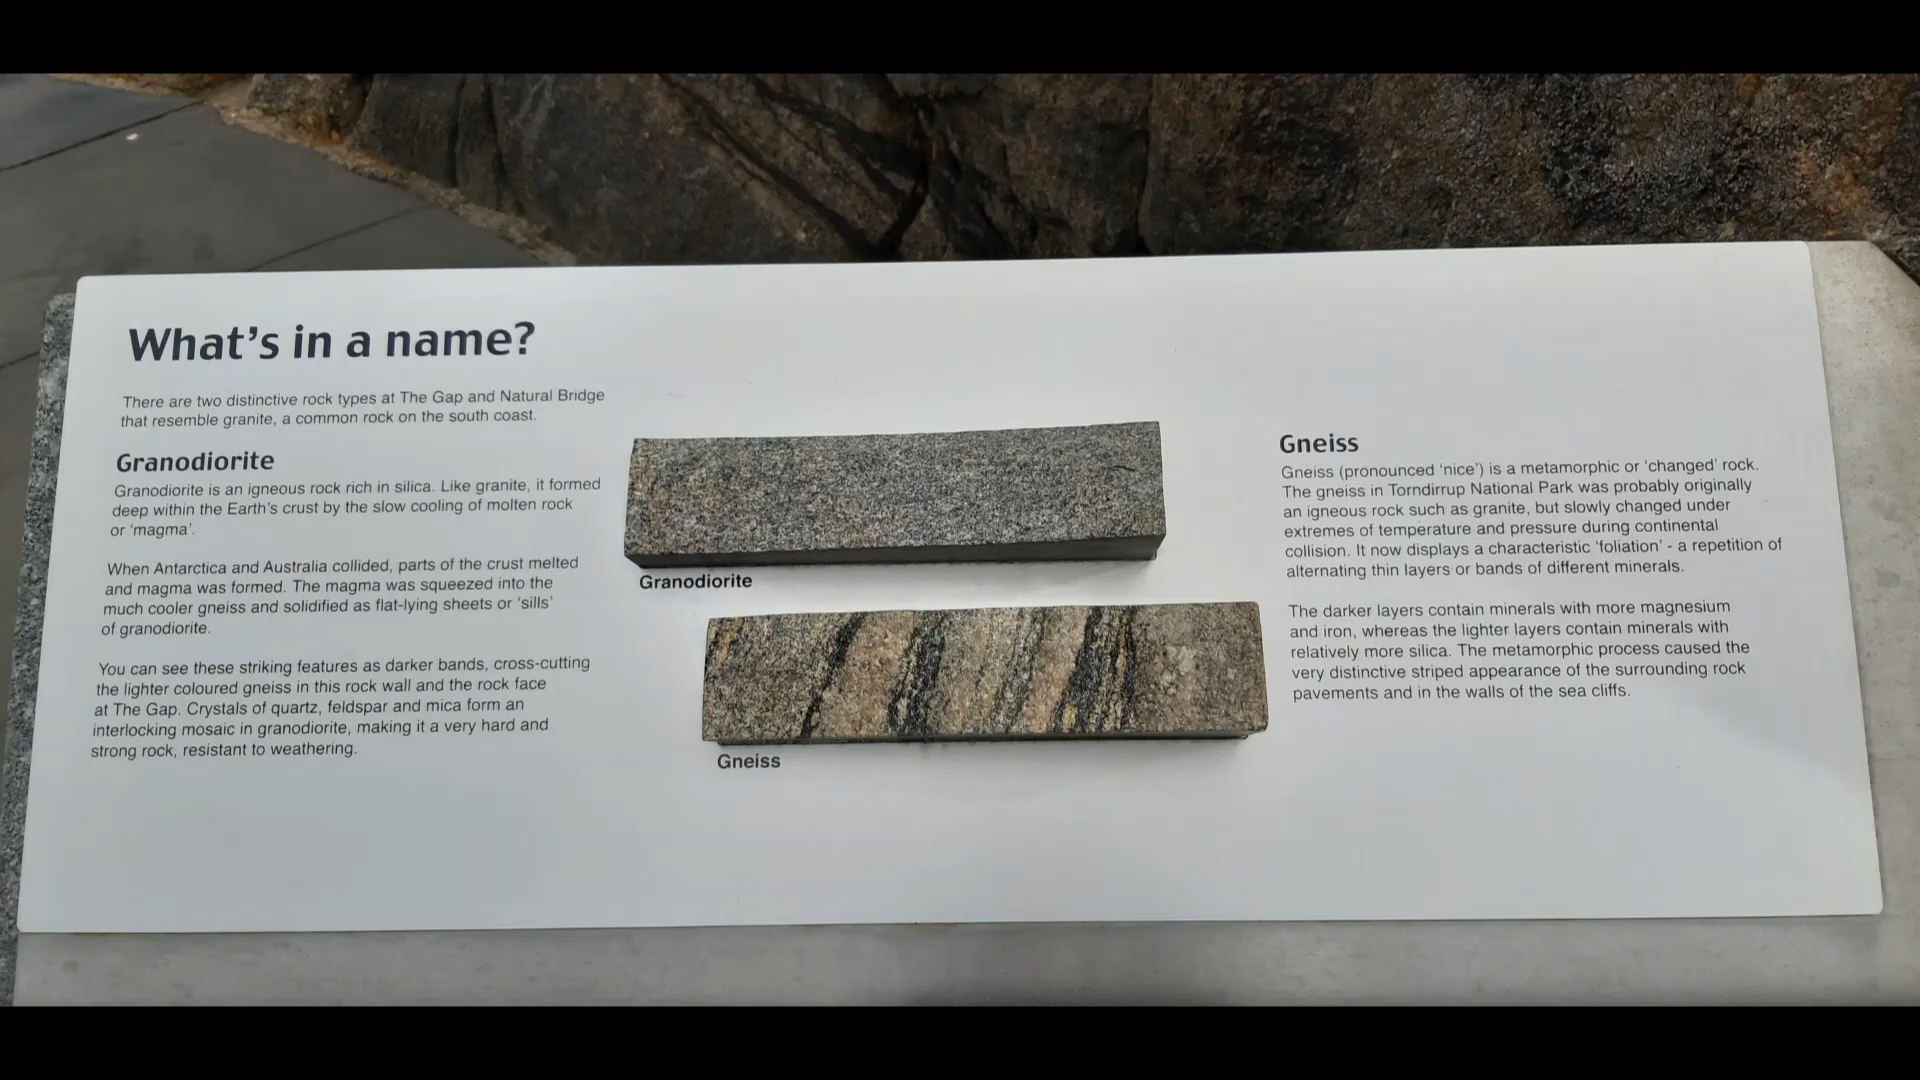 What's in a name?
There are two distinctive rock types at The Gap and Natural Bridge
that resemble granite, a common rock on the south coast.
Granodiorite
Granodiorite is an igneous rock rich in silica. Like granite, it formed
deep within the Earth's crust by the slow cooling of molten rock
or 'magma'.
When Antarctica and Australia collided, parts of the crust melted
and magma was formed. The magma was squeezed into the
much cooler gneiss and solidified as flat-lying sheets or 'sills'
of granodiorite.
You can see these striking features as darker bands, cross-cutting
the lighter coloured gneiss in this rock wall and the rock face
at The Gap. Crystals of quartz, feldspar and mica form an
interlocking mosaic in granodiorite, making it a very hard and
strong rock, resistant to weathering.
Granodiorite
Gneiss
Gneiss
Gneiss (pronounced 'nice') is a metamorphic or 'changed' rock.
The gneiss in Torndirrup National Park was probably originally
an igneous rock such as granite, but slowly changed under
extremes of temperature and pressure during continental
collision. It now displays a characteristic 'foliation' - a repetition of
alternating thin layers or bands of different minerals.
The darker layers contain minerals with more magnesium
and iron, whereas the lighter layers contain minerals with
relatively more silica. The metamorphic process caused the
very distinctive striped appearance of the surrounding rock
pavements and in the walls of the sea cliffs.